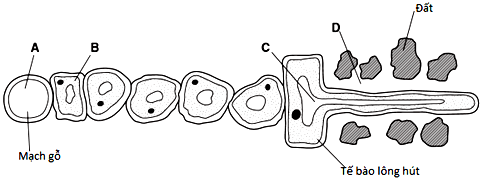 Đất
A
B
C
D
Mạch gỗ
Tế bào lông hút